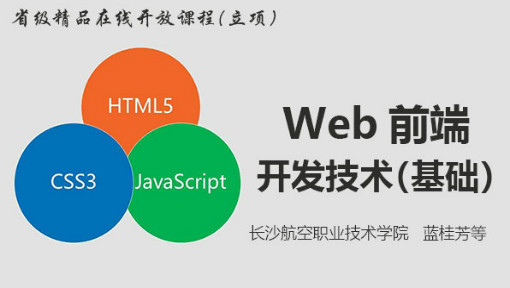 省级精品在线开放课程(立项)
HTML5
CSS3
JavaScript
Web 前端
开发技术(基础)
长沙航空职业技术学院 蓝桂芳等